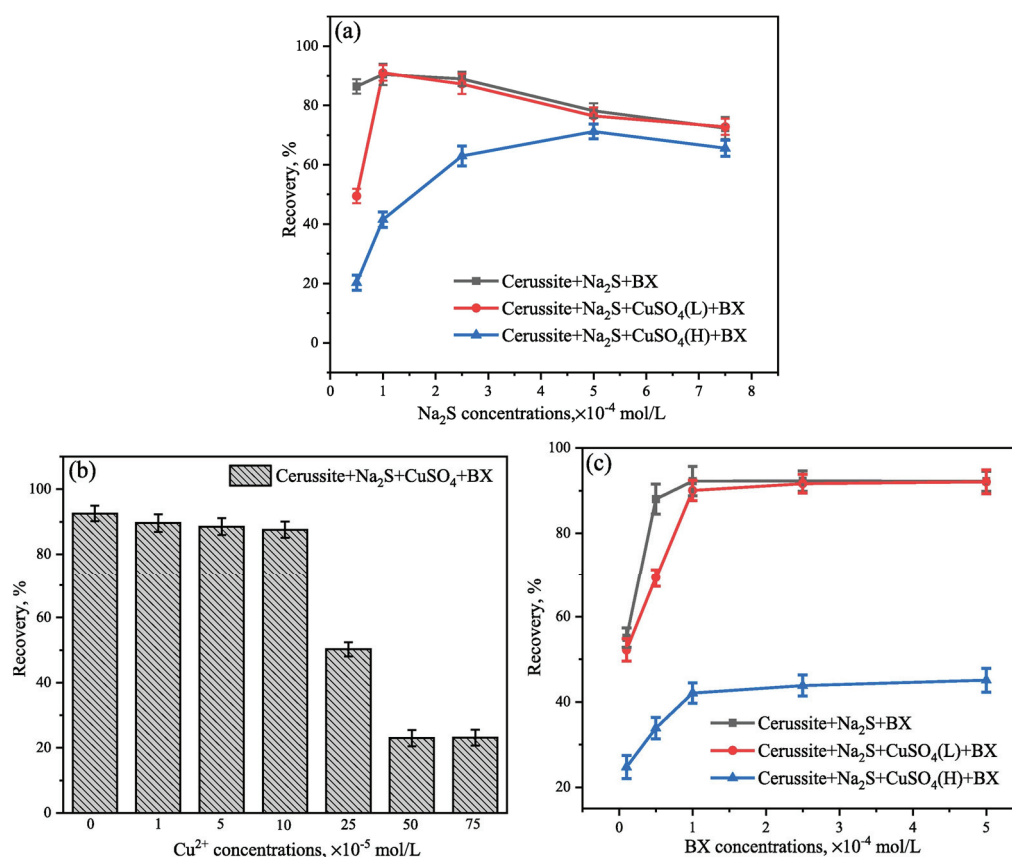 (a)
100
80
60
40
20
0
Recovery, %
Cerussite+Na₂S+BX
Cerussite+Na₂S+CuSO₄(L)+BX
Cerussite+Na₂S+CuSO₄(H)+BX
0 1 2 3 4 5 6 7 8
Na₂S concentrations,×10⁻⁴ mol/L
(b)
Cerussite+Na₂S+CuSO₄+BX
100
80
60
40
20
0
Recovery, %
0 1 5 10 25 50 75
Cu²⁺ concentrations, ×10⁻⁵ mol/L
(c)
100
80
60
40
20
Recovery, %
Cerussite+Na₂S+BX
Cerussite+Na₂S+CuSO₄(L)+BX
Cerussite+Na₂S+CuSO₄(H)+BX
0 1 2 3 4 5
BX concentrations, ×10⁻⁴ mol/L